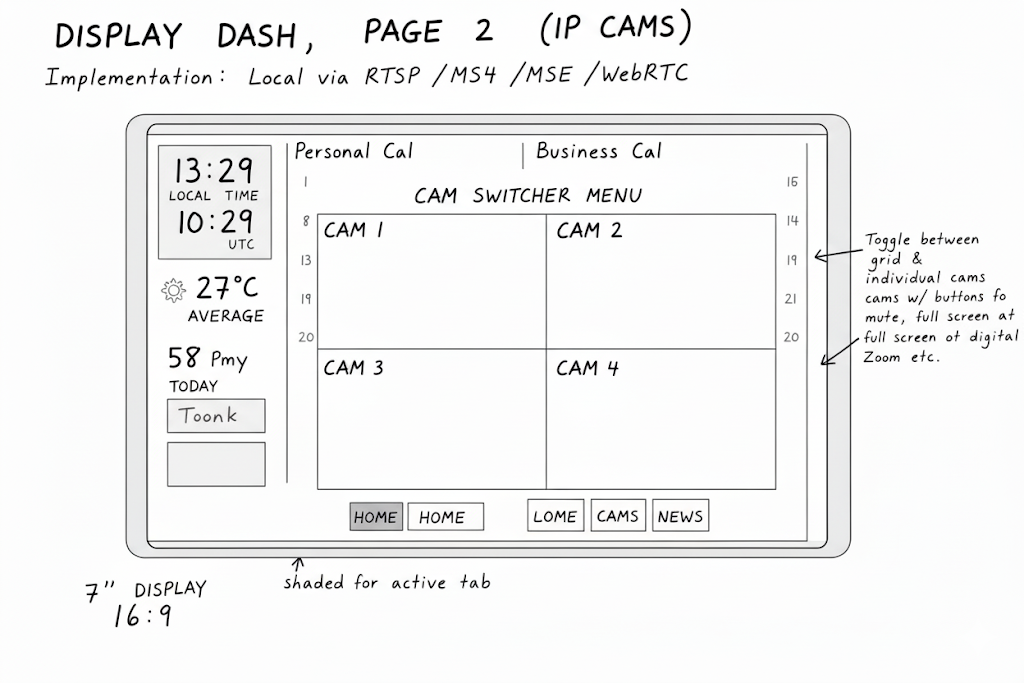 DISPLAY DASH, PAGE 2 (IP CAMS)
Implementation: Local via RTSP /MS4 /MSE /WebRTC
13:29
LOCAL TIME
10:29
UTC
27°C
AVERAGE
58 Pmy
TODAY
Toonk
Personal Cal | Business Cal
CAM SWITCHER MENU
1
8
13
19
20
CAM 1
CAM 2
CAM 3
CAM 4
16
14
19
21
20
HOME
HOME
LOME
CAMS
NEWS
Toggle between
grid &
individual cams
cams w/ buttons fo
mute, full screen at
full screen ot digital
Zoom etc.
shaded for active tab
7" DISPLAY
16:9